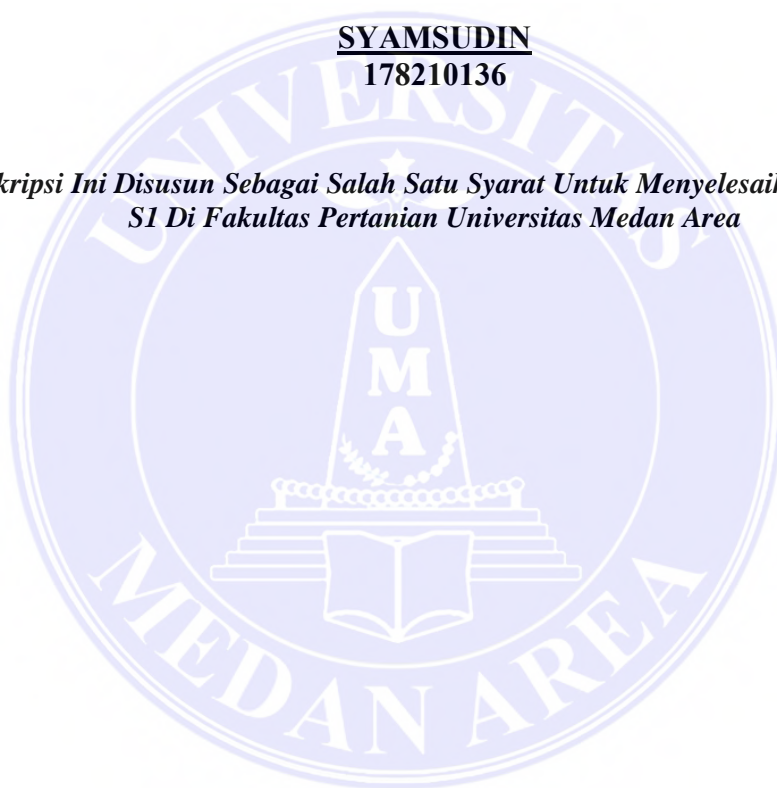 SYAMSUDIN
178210136
kripsi Ini Disusun Sebagai Salah Satu Syarat Untuk
S1 Di Fakultas Pertanian Universitas Medan Area
UNIVERSITAS
UMA
MEDAN AREA